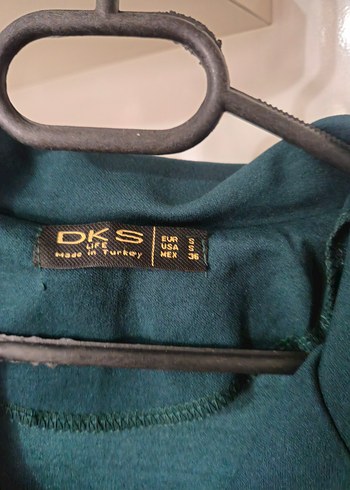 DKS
LIFE
Made in Turkey
EUR S
USA S
MEX 36